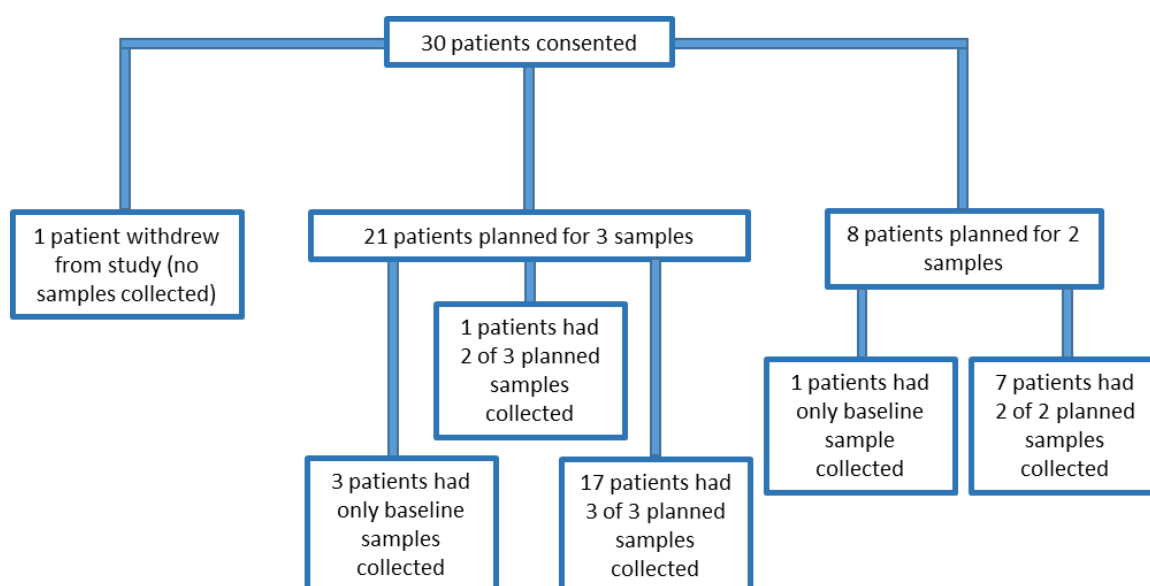 30 patients consented
1 patient withdrew
from study (no
samples collected)
21 patients planned for 3 samples
8 patients planned for 2
samples
1 patients had
2 of 3 planned
samples
collected
3 patients had
only baseline
samples
collected
17 patients had
3 of 3 planned
samples
collected
1 patients had
only baseline
sample
collected
7 patients had
2 of 2 planned
samples
collected